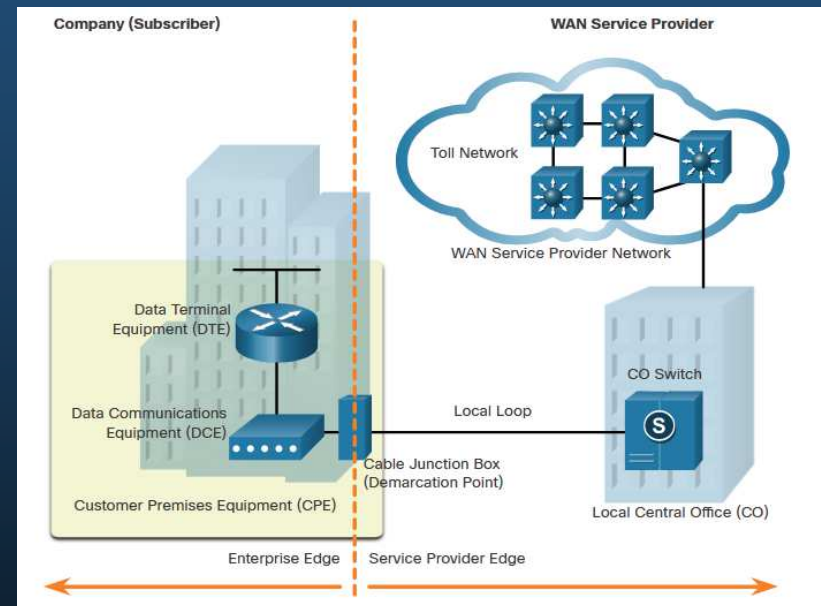 Company (Subscriber)
WAN Service Provider
Toll Network
WAN Service Provider Network
Data Terminal
Equipment (DTE)
CO Switch
Data Communications
Equipment (DCE)
Local Loop
S
Cable Junction Box
(Demarcation Point)
Customer Premises Equipment (CPE)
Local Central Office (CO)
Enterprise Edge
Service Provider Edge